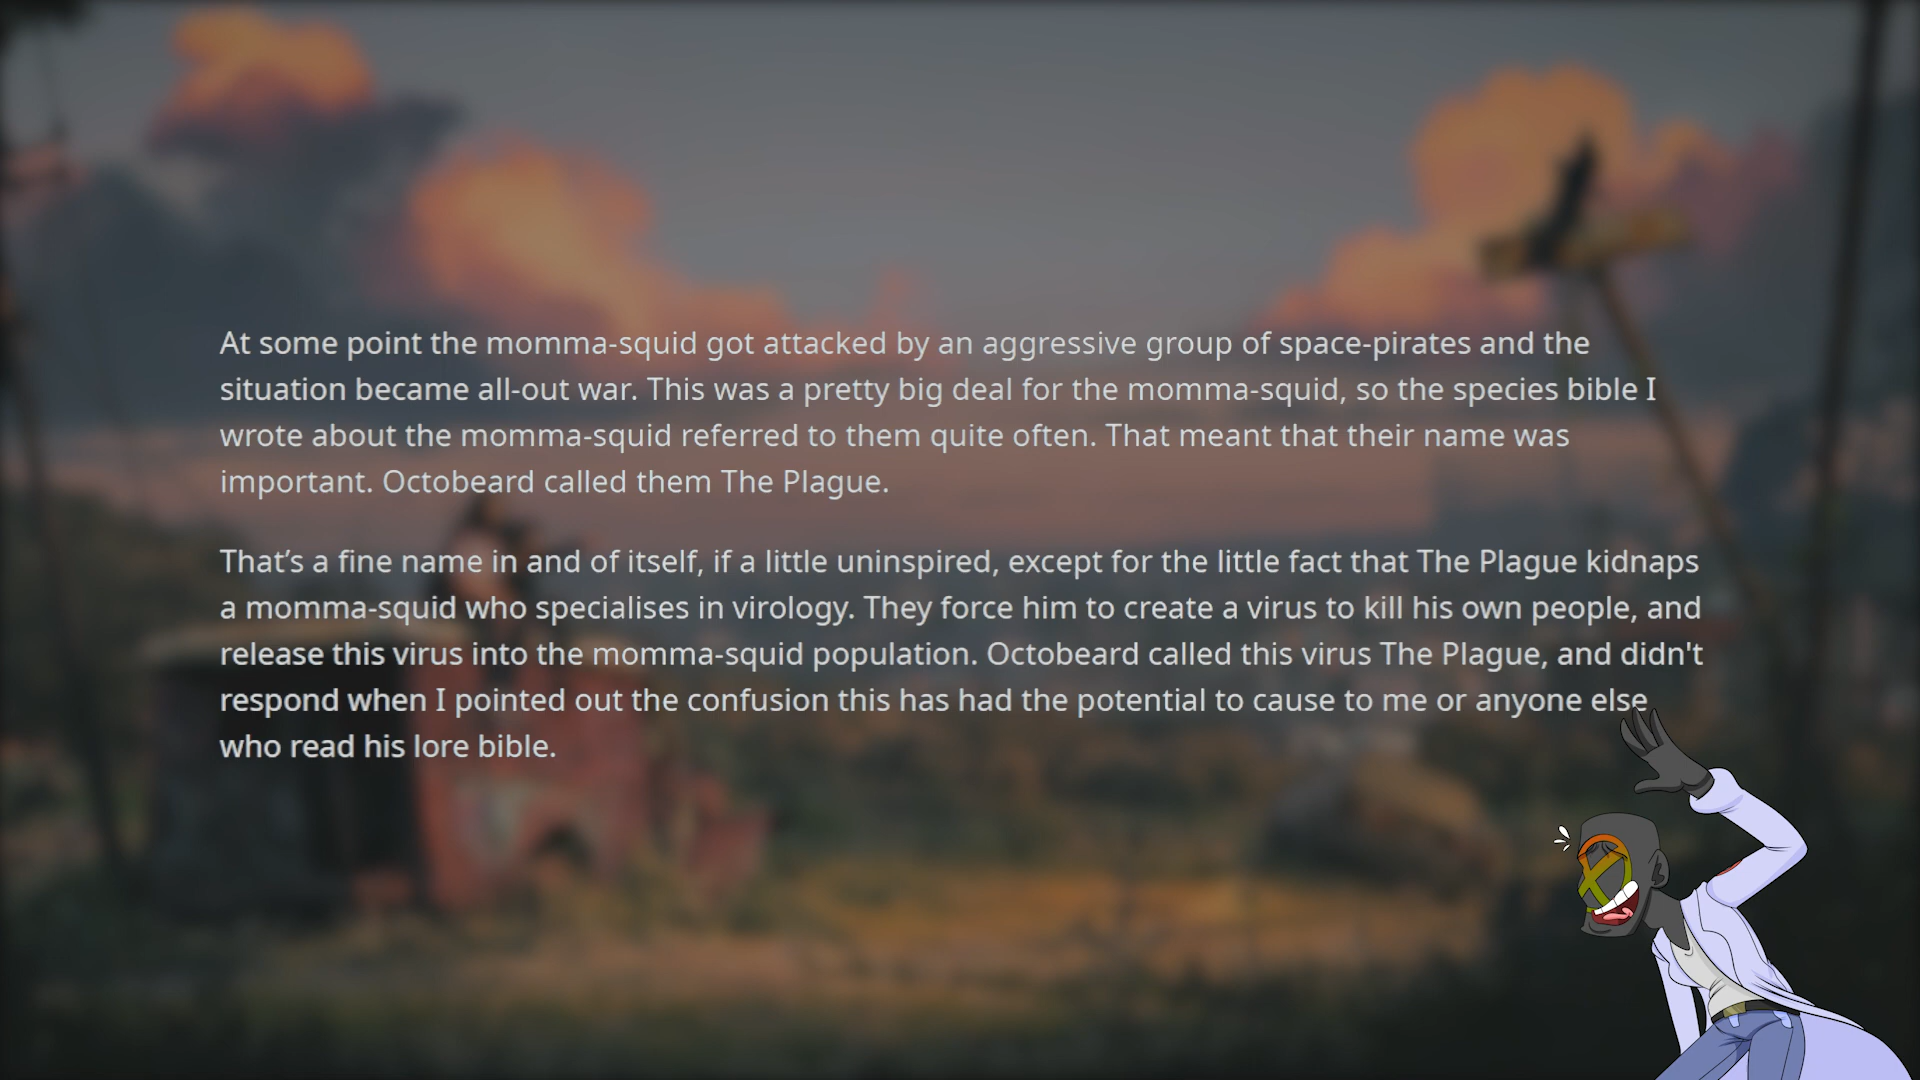 At some point the momma-squid got attacked by an aggressive group of space-pirates and the
situation became all-out war. This was a pretty big deal for the momma-squid, so the species bible I
wrote about the momma-squid referred to them quite often. That meant that their name was
important. Octobeard called them The Plague.
That’s a fine name in and of itself, if a little uninspired, except for the little fact that The Plague kidnaps
a momma-squid who specialises in virology. They force him to create a virus to kill his own people, and
release this virus into the momma-squid population. Octobeard called this virus The Plague, and didn't
respond when I pointed out the confusion this has had the potential to cause to me or anyone else
who read his lore bible.